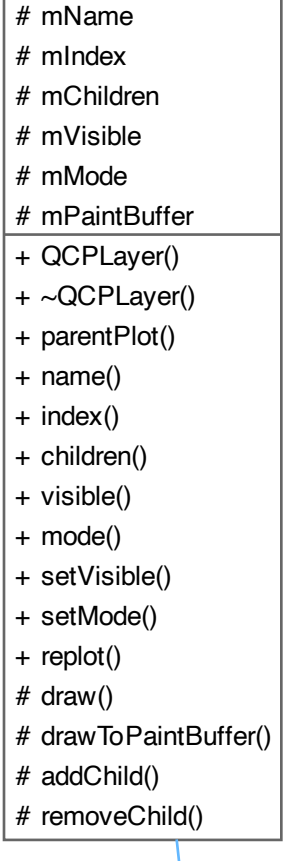 # mName
# mIndex
# mChildren
# mVisible
# mMode
# mPaintBuffer
+ QCPLayer()
+ ~QCPLayer()
+ parentPlot()
+ name()
+ index()
+ children()
+ visible()
+ mode()
+ setVisible()
+ setMode()
+ replot()
# draw()
# drawToPaintBuffer()
# addChild()
# removeChild()